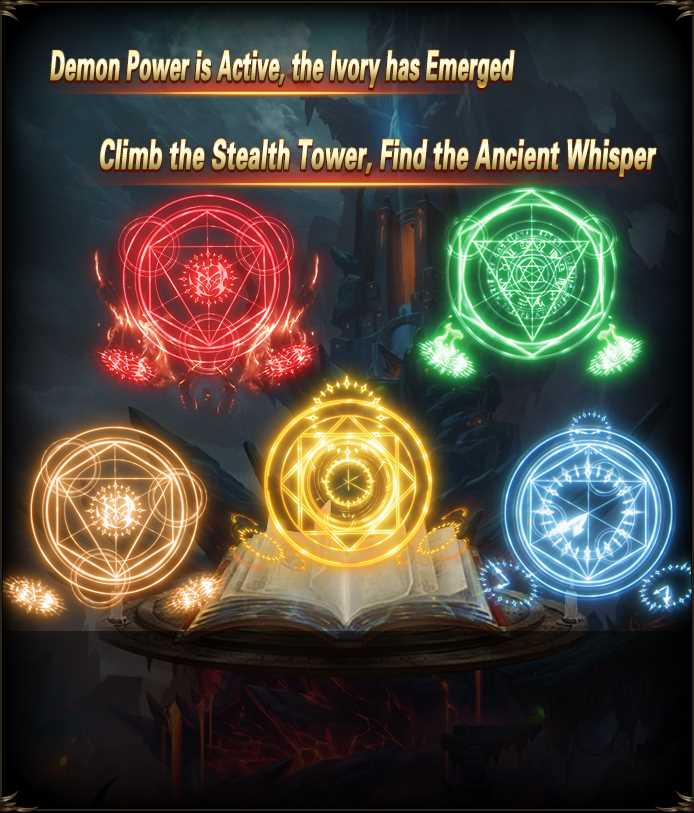 Demon Power is Active, the Ivory has Emerged
Climb the Stealth Tower, Find the Ancient Whisper